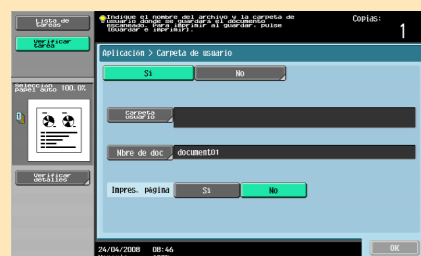 Lista de
tareas
Verificar
tarea
Indique el nombre del archivo y la carpeta de
usuario donde se guardará el documento
escaneado. Para imprimir al guardar, pulse
[Guardar e imprimir].
Copias:
1
Aplicación > Carpeta de usuario
Sí
No
Selección
papel auto 100.0%
Carpeta
usuario
Nbre de doc
document01
Impres. página
Sí
No
Verificar
detalles
24/04/2008 08:46
OK